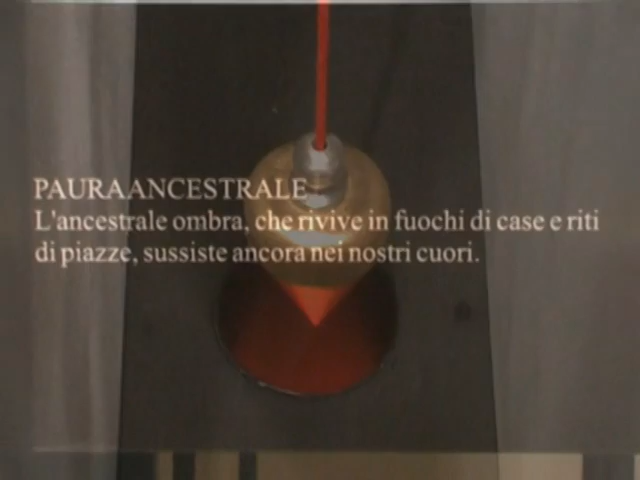 PAURA ANCESTRALE
L'ancestrale ombra, che rivive in fuochi di case e riti
di piazze, sussiste ancora nei nostri cuori.